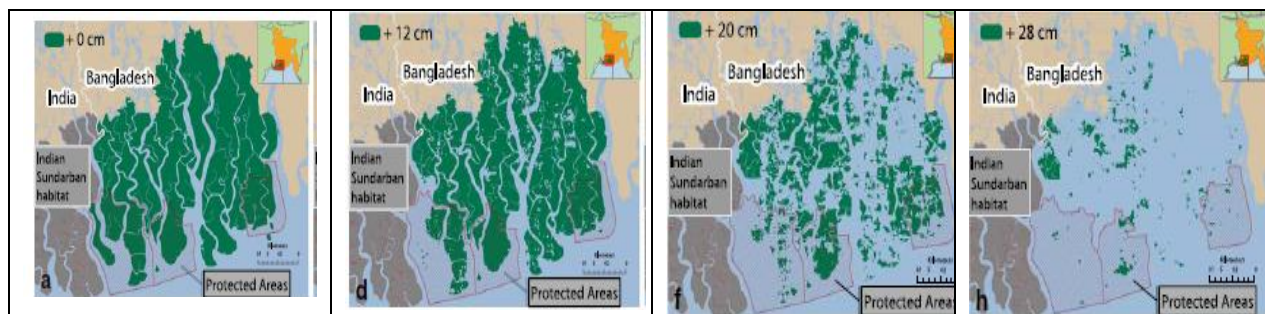 + 0 cm
Bangladesh
India
Indian
Sundarban
habitat
a
Protected Areas
+ 12 cm
Bangladesh
India
Indian
Sundarban
habitat
d
Protected Areas
+ 20 cm
Bangladesh
India
Indian
Sundarban
habitat
f
Protected Areas
+ 28 cm
Bangladesh
India
Indian
Sundarban
habitat
h
Protected Areas